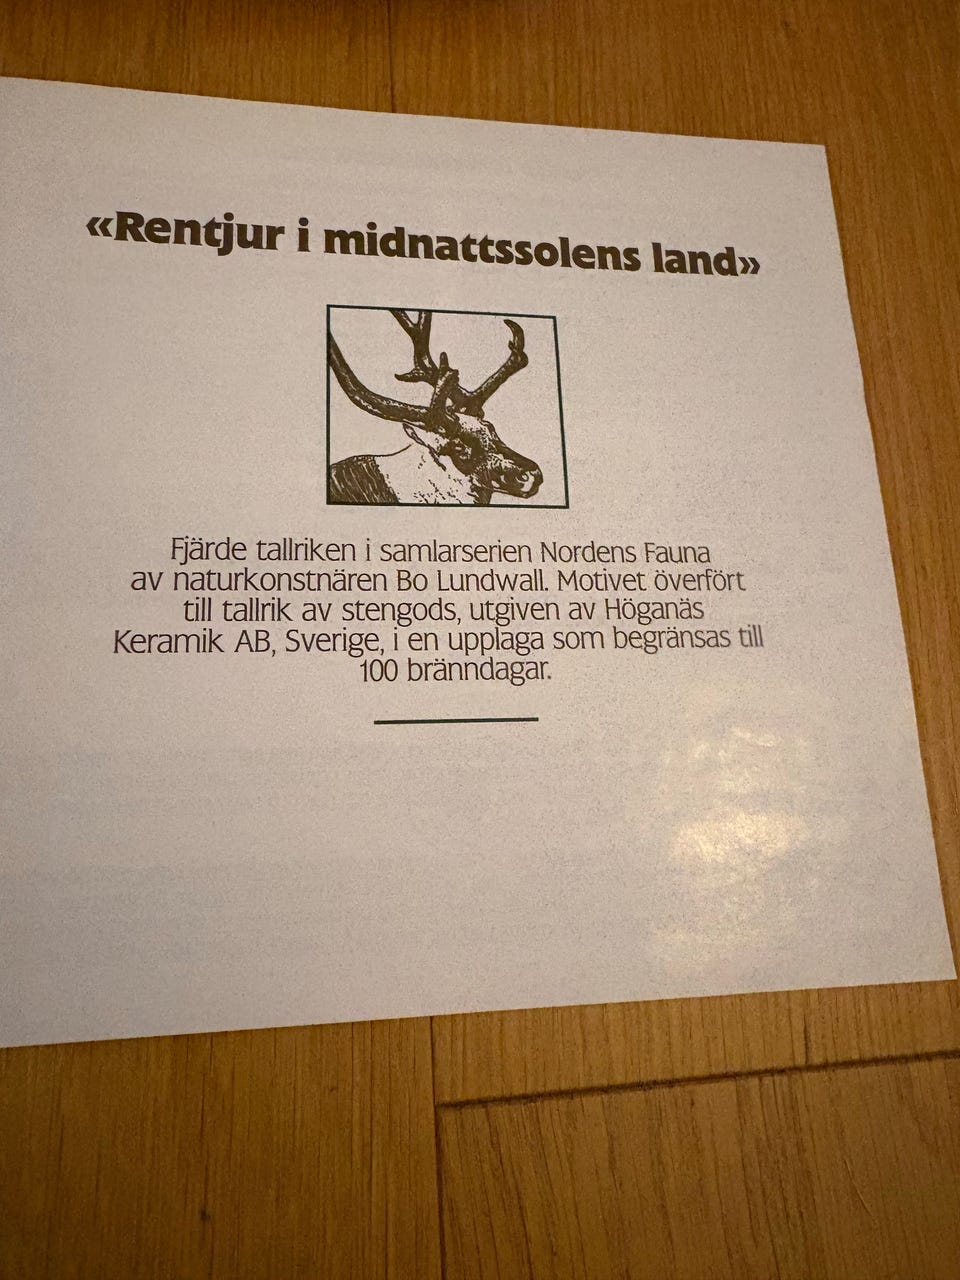 «Rentjur i midnattssolens land»
Fjärde tallriken i samlarserien Nordens Fauna
av naturkonstnären Bo Lundwall. Motivet överfört
till tallrik av stengods, utgiven av Höganäs
Keramik AB, Sverige, i en upplaga som begränsas till
100 bränndagar.